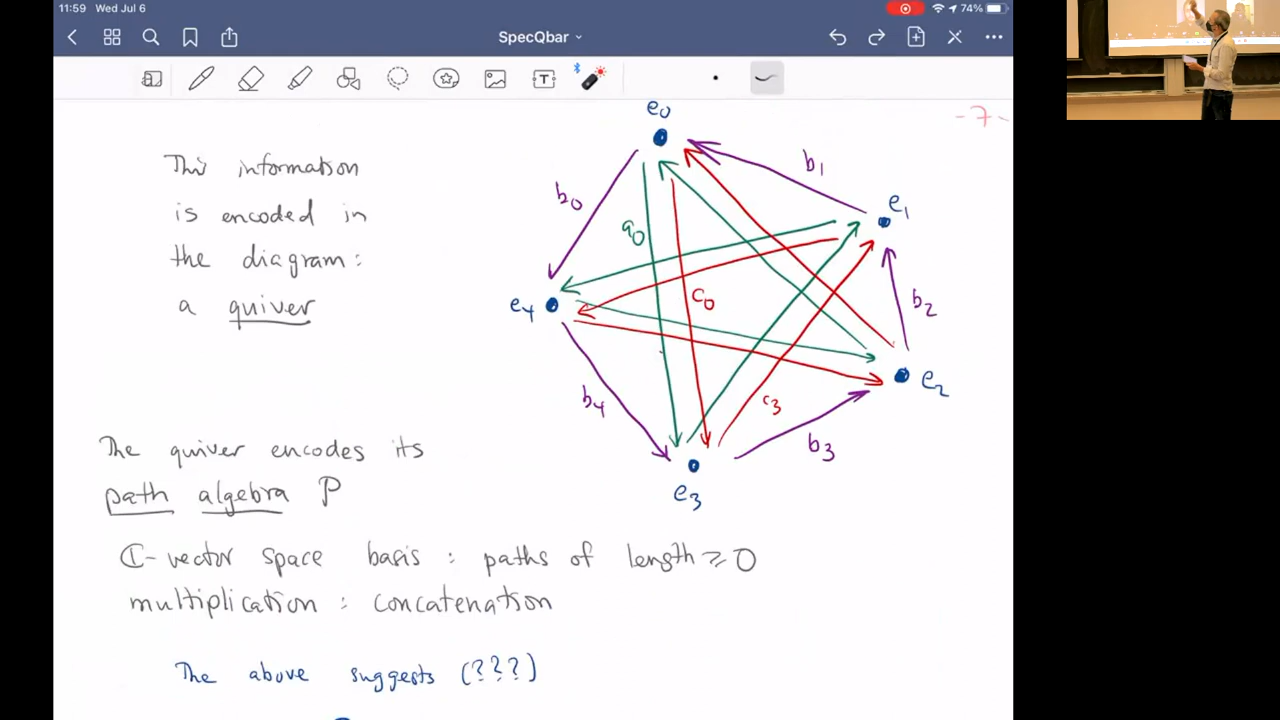 11:59 Wed Jul 6
74%
SpecQbar
-7-
This information
is encoded in
the diagram:
a quiver
e0
b1
e1
b0
a0
c0
b2
e4
e2
b4
c3
b3
e3
The quiver encodes its
path algebra P
ℂ-vector space basis : paths of length ⩾ 0
multiplication : concatenation
The above suggests (???)